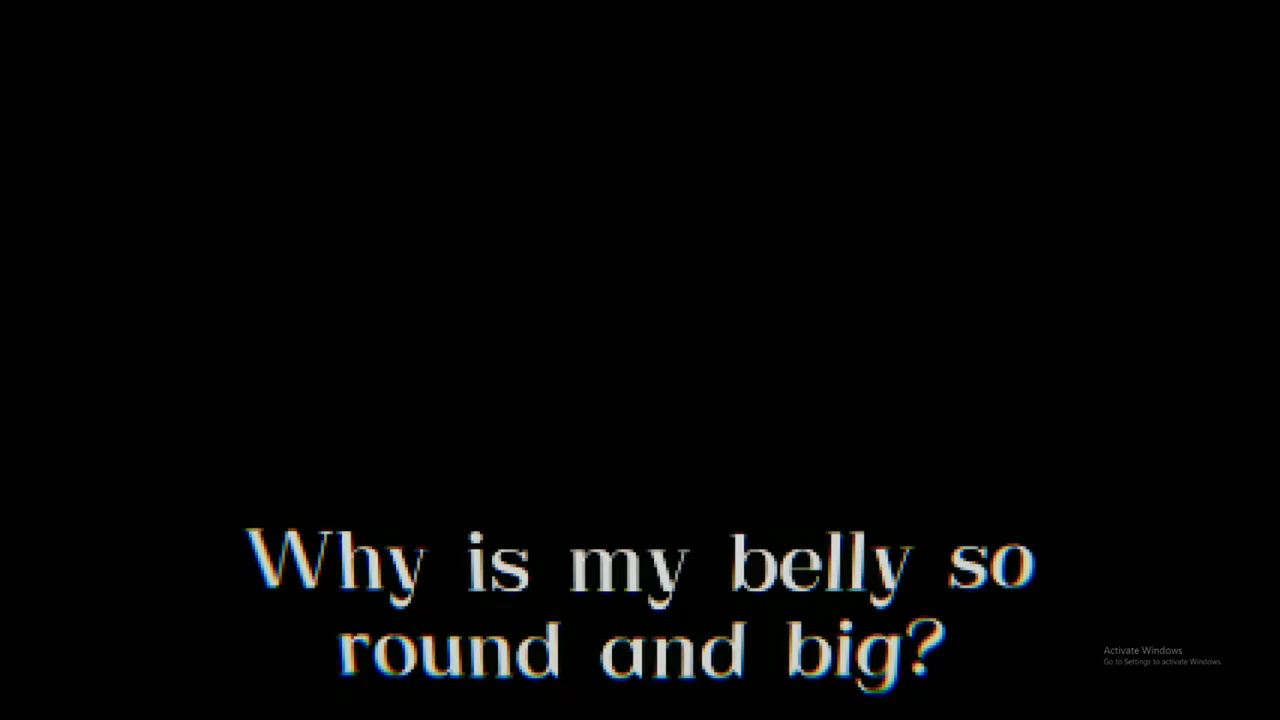 Why is my belly so
round and big?
Activate Windows
Go to Settings to activate Windows.